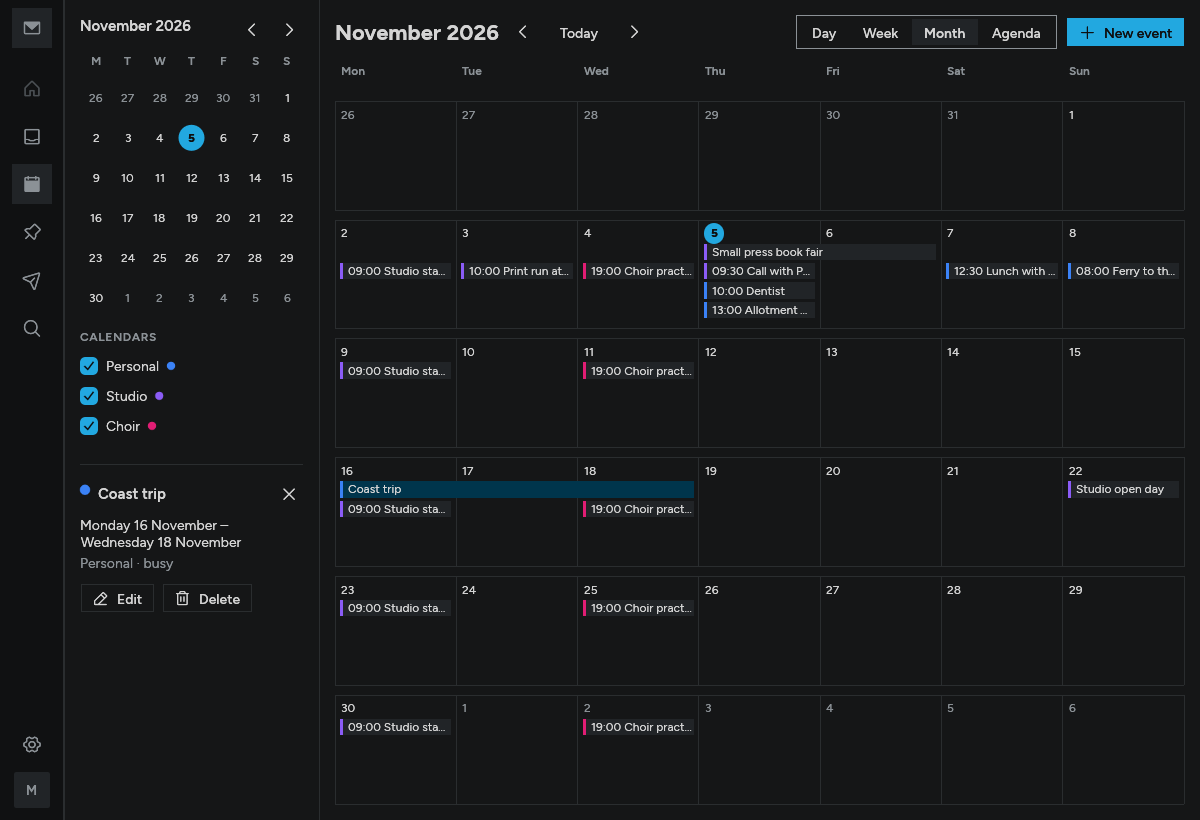 November 2026
M T W T F S S
26 27 28 29 30 31 1
2 3 4 5 6 7 8
9 10 11 12 13 14 15
16 17 18 19 20 21 22
23 24 25 26 27 28 29
30 1 2 3 4 5 6
CALENDARS
Personal
Studio
Choir
Coast trip
Monday 16 November –
Wednesday 18 November
Personal · busy
Edit Delete
M
November 2026 Today Day Week Month Agenda New event
Mon Tue Wed Thu Fri Sat Sun
26 27 28 29 30 31 1
2 3 4 5 6 7 8
Small press book fair
09:00 Studio sta... 10:00 Print run at... 19:00 Choir pract... 09:30 Call with P... 12:30 Lunch with ... 08:00 Ferry to th...
10:00 Dentist
13:00 Allotment ...
9 10 11 12 13 14 15
09:00 Studio sta... 19:00 Choir pract...
16 17 18 19 20 21 22
Coast trip Studio open day
09:00 Studio sta... 19:00 Choir pract...
23 24 25 26 27 28 29
09:00 Studio sta... 19:00 Choir pract...
30 1 2 3 4 5 6
09:00 Studio sta... 19:00 Choir pract...